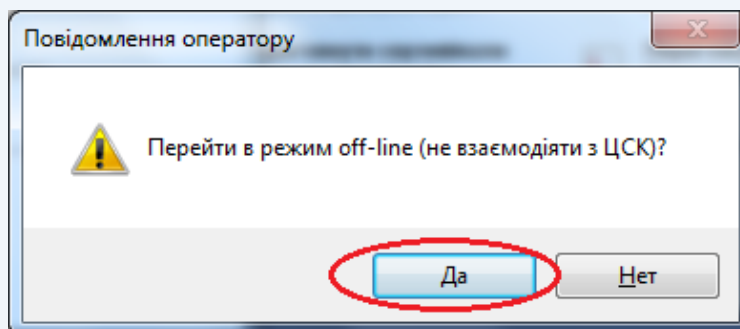 Повідомлення оператору
Перейти в режим off-line (не взаємодіяти з ЦСК)?
Да
Нет